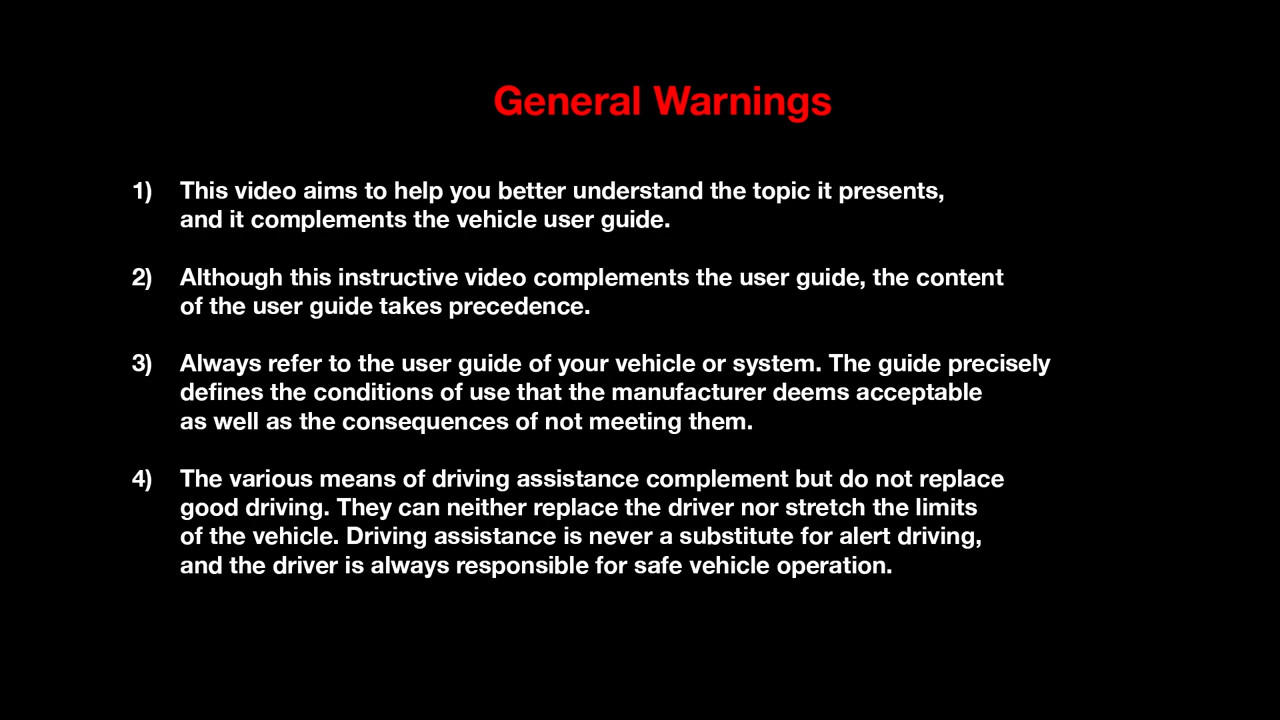 General Warnings
1) This video aims to help you better understand the topic it presents,
and it complements the vehicle user guide.
2) Although this instructive video complements the user guide, the content
of the user guide takes precedence.
3) Always refer to the user guide of your vehicle or system. The guide precisely
defines the conditions of use that the manufacturer deems acceptable
as well as the consequences of not meeting them.
4) The various means of driving assistance complement but do not replace
good driving. They can neither replace the driver nor stretch the limits
of the vehicle. Driving assistance is never a substitute for alert driving,
and the driver is always responsible for safe vehicle operation.